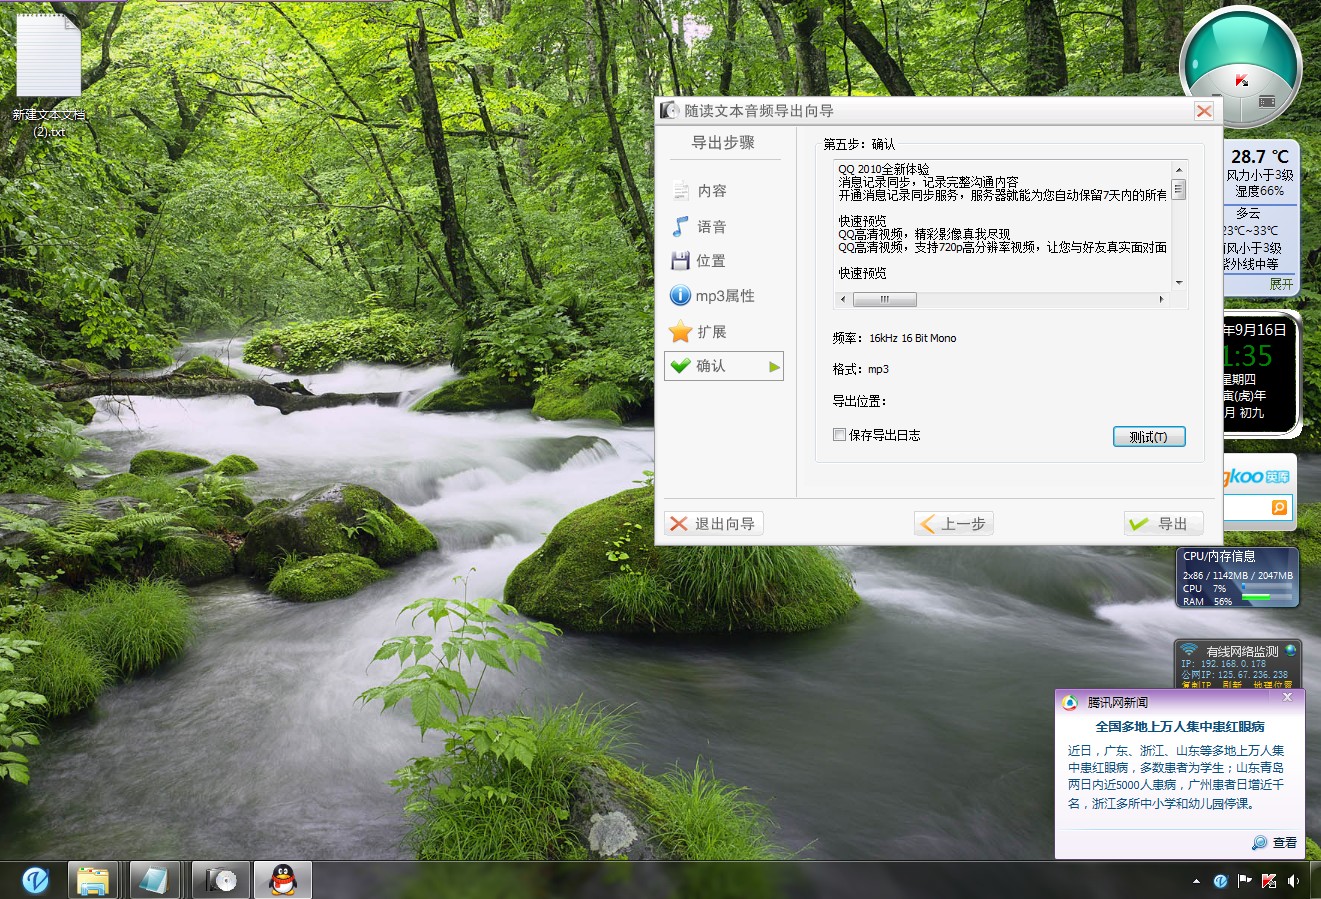 新建文本文档
(2).txt
随读文本音频导出向导
导出步骤
内容
语音
位置
mp3属性
扩展
确认
第五步：确认
QQ 2010全新体验
消息记录同步，记录完整沟通内容
开通消息记录同步服务，服务器就能为您自动保留7天内的所有
快速预览
QQ高清视频，精彩影像真我尽现
QQ高清视频，支持720p高分辨率视频，让您与好友真实面对面
快速预览
频率：16kHz 16 Bit Mono
格式：mp3
导出位置：
保存导出日志
测试(T)
退出向导
上一步
导出
28.7 ℃
风力小于3级
湿度66%
多云
23℃~33℃
风小于3级
紫外线中等
展开
年9月16日
1:35
星期四
寅(虎)年
月 初九
gkoo 英库
CPU/内存信息
2x86 / 1142MB / 2047MB
CPU 7%
RAM 56%
有线网络监测
IP: 192.168.0.178
公网IP: 125.67.236.238
复制IP 刷新 地理位置
腾讯网新闻
全国多地上万人集中患红眼病
近日，广东、浙江、山东等多地上万人集
中患红眼病，多数患者为学生；山东青岛
两日内近5000人患病，广州患者日增近千
名，浙江多所中小学和幼儿园停课。
查看